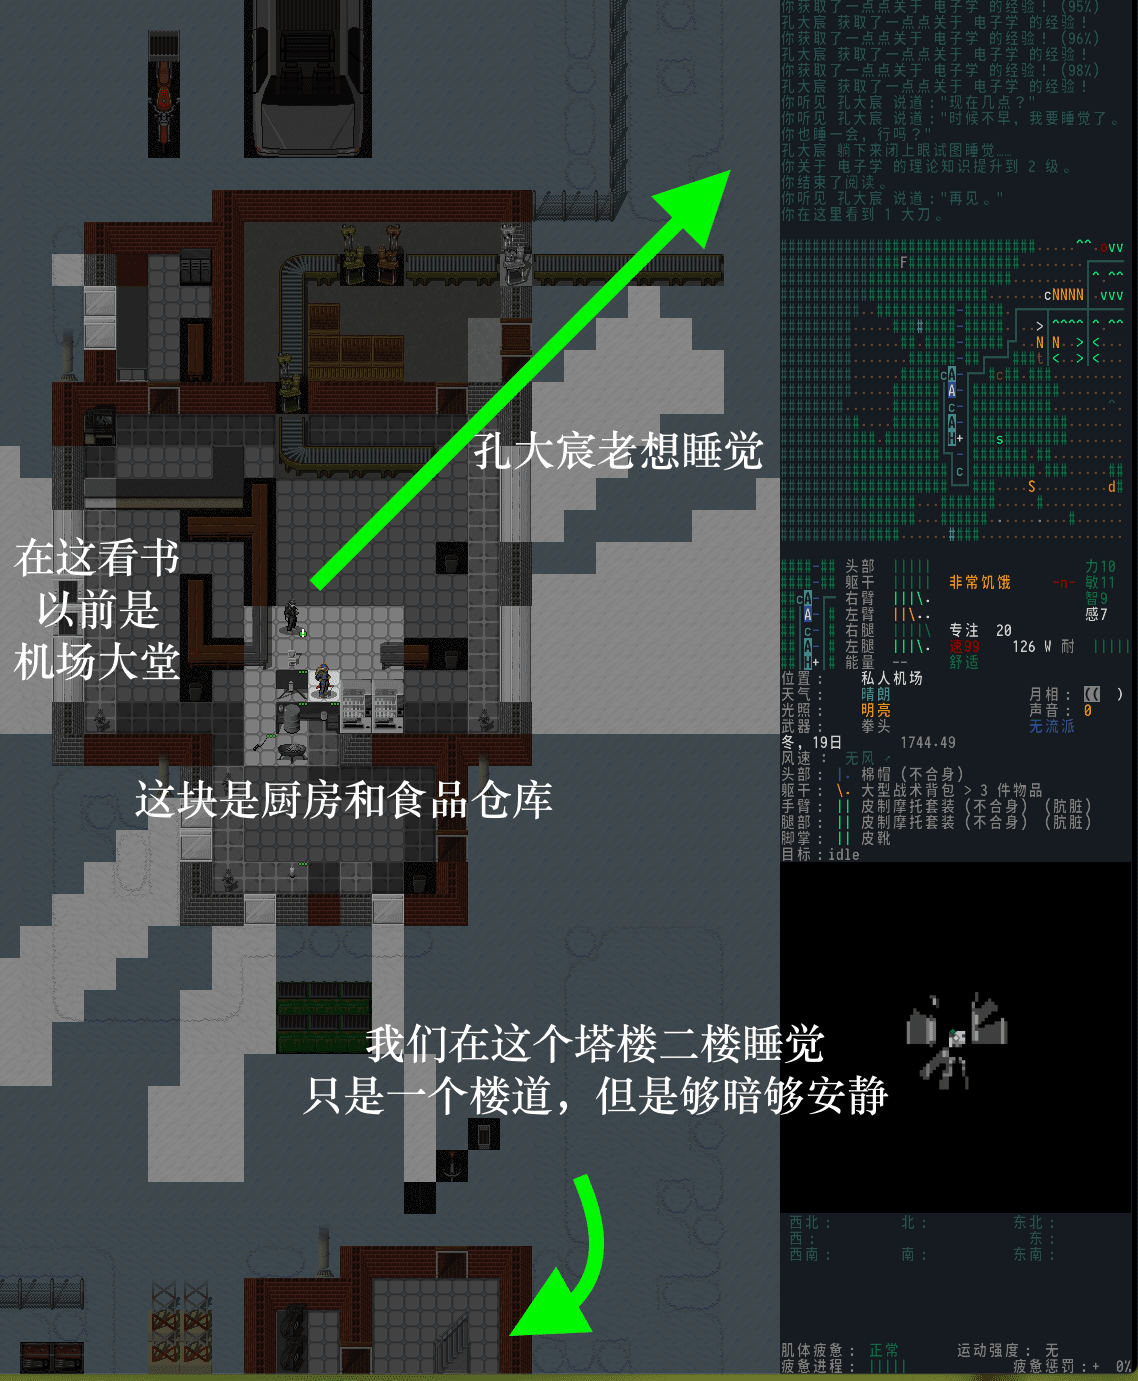 你获取了一点点关于 电子学 的经验! (95%)
孔大宸 获取了一点点关于 电子学 的经验!
你获取了一点点关于 电子学 的经验! (96%)
孔大宸 获取了一点点关于 电子学 的经验!
你获取了一点点关于 电子学 的经验! (98%)
孔大宸 获取了一点点关于 电子学 的经验!
你听见 孔大宸 说道:"现在几点?"
你听见 孔大宸 说道:"时候不早, 我要睡觉了。
你也睡一会, 行吗?"
孔大宸 躺下来闭上眼试图睡觉……
你关于 电子学 的理论知识提升到 2 级。
你结束了阅读。
你听见 孔大宸 说道:"再见。"
你在这里看到 1 大刀。
孔大宸老想睡觉
在这看书
以前是
机场大堂
这块是厨房和食品仓库
我们在这个塔楼二楼睡觉
只是一个楼道，但是够暗够安静
头部 |||||
力10
躯干 |||||
非常饥饿
敏11
右臂 |||\.
智9
左臂 ||\..
感7
右腿 ||||\
专注 20
左腿 |||\.
速99 126 W 耐 |||||
能量 --
舒适
位置: 私人机场
天气: 晴朗
月相: (( )
光照: 明亮
声音: 0
武器: 拳头
无流派
冬, 19日 1744.49
风速: 无风
头部: |. 棉帽 (不合身)
躯干: \. 大型战术背包 > 3 件物品
手臂: || 皮制摩托套装 (不合身) (肮脏)
腿部: || 皮制摩托套装 (不合身) (肮脏)
脚掌: || 皮靴
目标:idle
西北: 北: 东北:
西: 东:
西南: 南: 东南:
肌体疲惫: 正常 运动强度: 无
疲惫进程: ||||| 疲惫惩罚:+ 0%